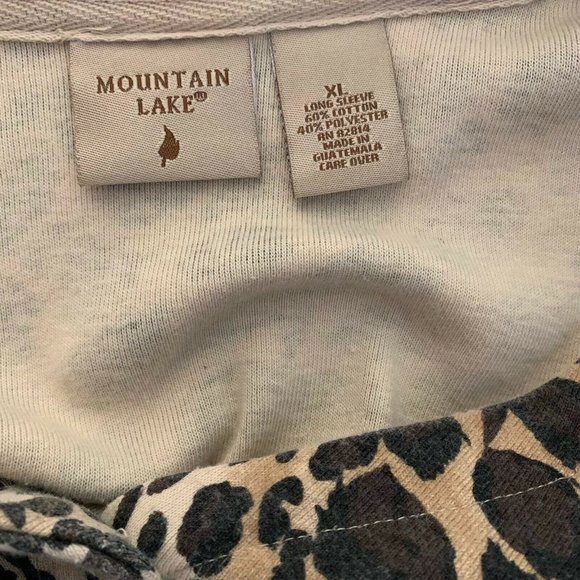 MOUNTAIN
LAKE
XL
LONG SLEEVE
60% COTTON
40% POLYESTER
RN 82814
MADE IN
GUATEMALA
CARE OVER